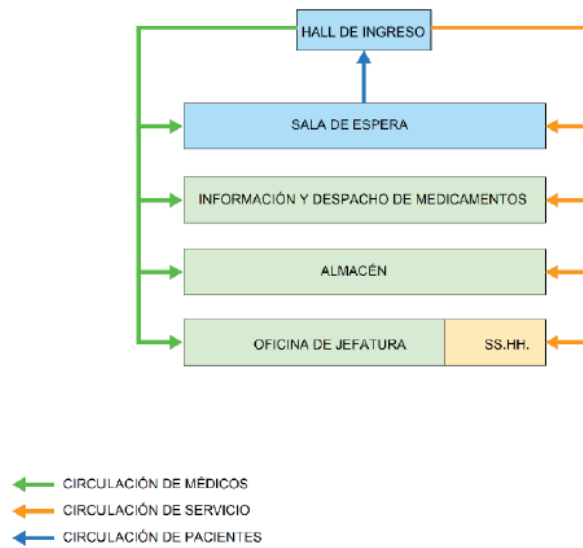 HALL DE INGRESO
SALA DE ESPERA
INFORMACIÓN Y DESPACHO DE MEDICAMENTOS
ALMACÉN
OFICINA DE JEFATURA
SS.HH.
CIRCULACIÓN DE MÉDICOS
CIRCULACIÓN DE SERVICIO
CIRCULACIÓN DE PACIENTES